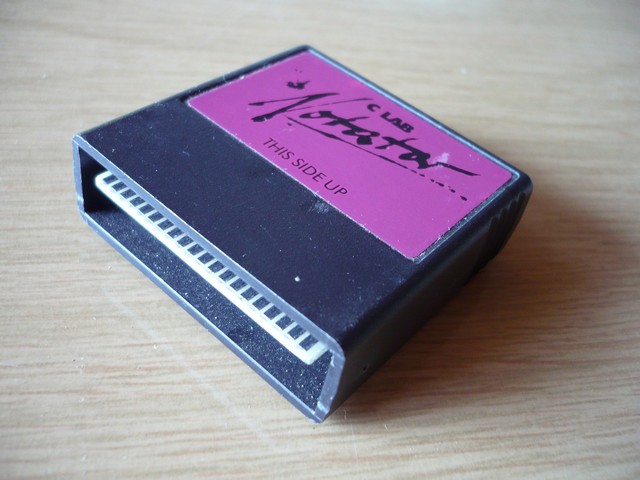 C LAB
Notator
THIS SIDE UP